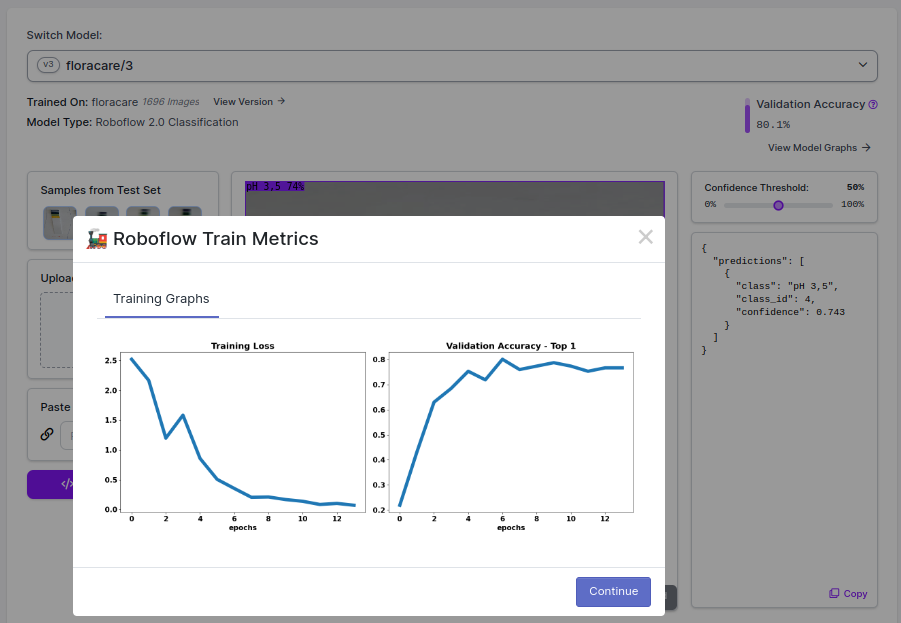 Switch Model:
v3 floracare/3
Trained On: floracare 1696 Images View Version →
Model Type: Roboflow 2.0 Classification
Validation Accuracy
80.1%
View Model Graphs →
Samples from Test Set
pH 3,5 74%
Confidence Threshold: 50%
0% 100%
Uploa
Paste
</>
{
"predictions": [
{
"class": "pH 3,5",
"class_id": 4,
"confidence": 0.743
}
]
}
Copy
Roboflow Train Metrics
Training Graphs
Training Loss
2.5
2.0
1.5
1.0
0.5
0.0
0 2 4 6 8 10 12
epochs
Validation Accuracy - Top 1
0.8
0.7
0.6
0.5
0.4
0.3
0.2
0 2 4 6 8 10 12
epochs
Continue